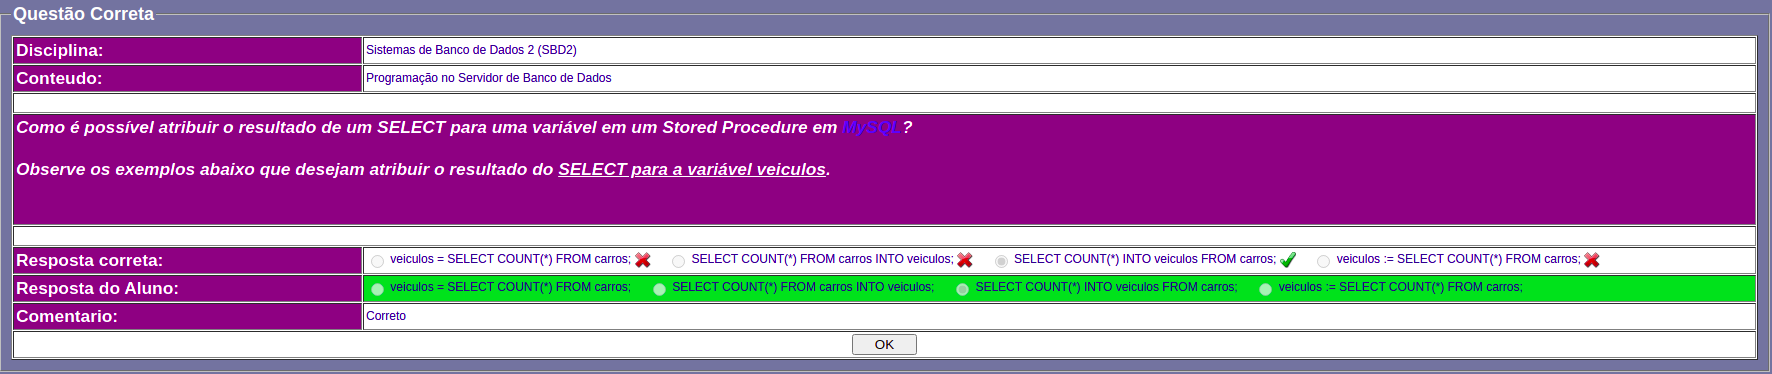 Questão Correta
Disciplina: Sistemas de Banco de Dados 2 (SBD2)
Conteudo: Programação no Servidor de Banco de Dados
Como é possível atribuir o resultado de um SELECT para uma variável em um Stored Procedure em MySQL?
Observe os exemplos abaixo que desejam atribuir o resultado do SELECT para a variável veiculos.
Resposta correta: veiculos = SELECT COUNT(*) FROM carros; SELECT COUNT(*) FROM carros INTO veiculos; SELECT COUNT(*) INTO veiculos FROM carros; veiculos := SELECT COUNT(*) FROM carros;
Resposta do Aluno: veiculos = SELECT COUNT(*) FROM carros; SELECT COUNT(*) FROM carros INTO veiculos; SELECT COUNT(*) INTO veiculos FROM carros; veiculos := SELECT COUNT(*) FROM carros;
Comentario: Correto
OK